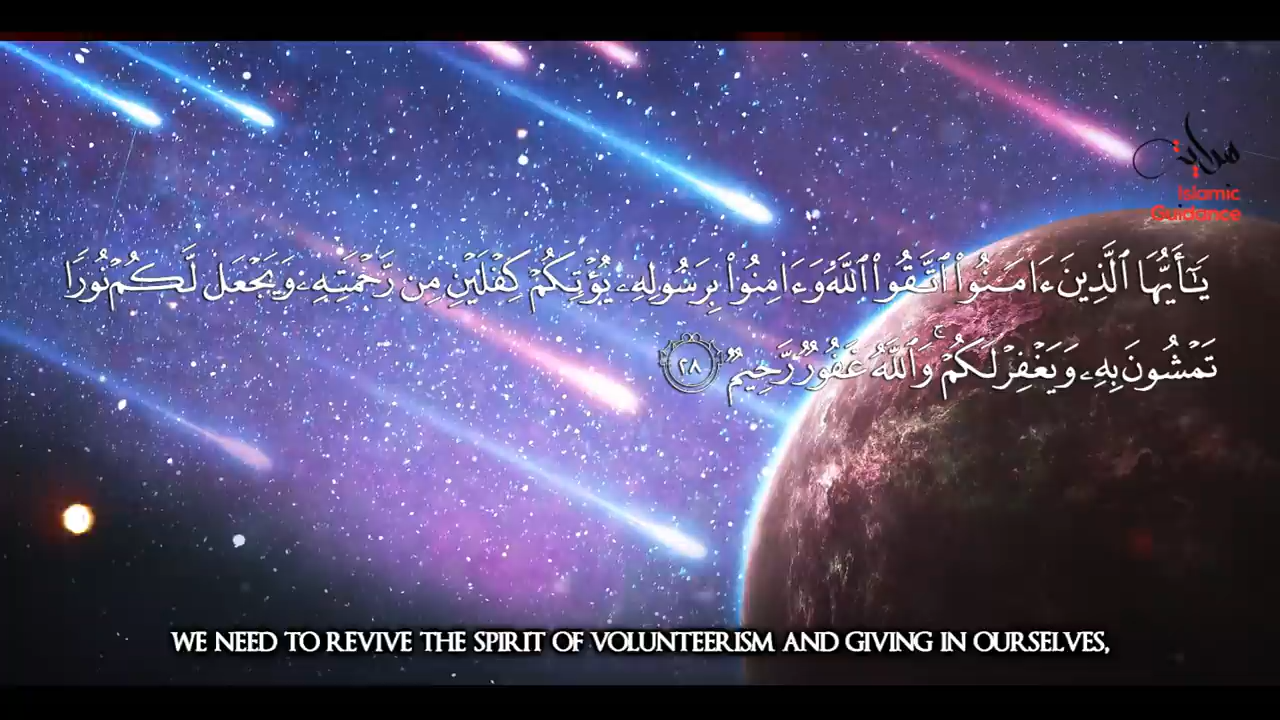 هداية
Islamic
Guidance
يَـٰٓأَيُّهَا ٱلَّذِينَ ءَامَنُوا۟ ٱتَّقُوا۟ ٱللَّهَ وَءَامِنُوا۟ بِرَسُولِهِۦ يُؤْتِكُمْ كِفْلَيْنِ مِن رَّحْمَتِهِۦ وَيَجْعَل لَّكُمْ نُورًا
تَمْشُونَ بِهِۦ وَيَغْفِرْ لَكُمْ ۚ وَٱللَّهُ غَفُورٌ رَّحِيمٌ ٢٨
WE NEED TO REVIVE THE SPIRIT OF VOLUNTEERISM AND GIVING IN OURSELVES,